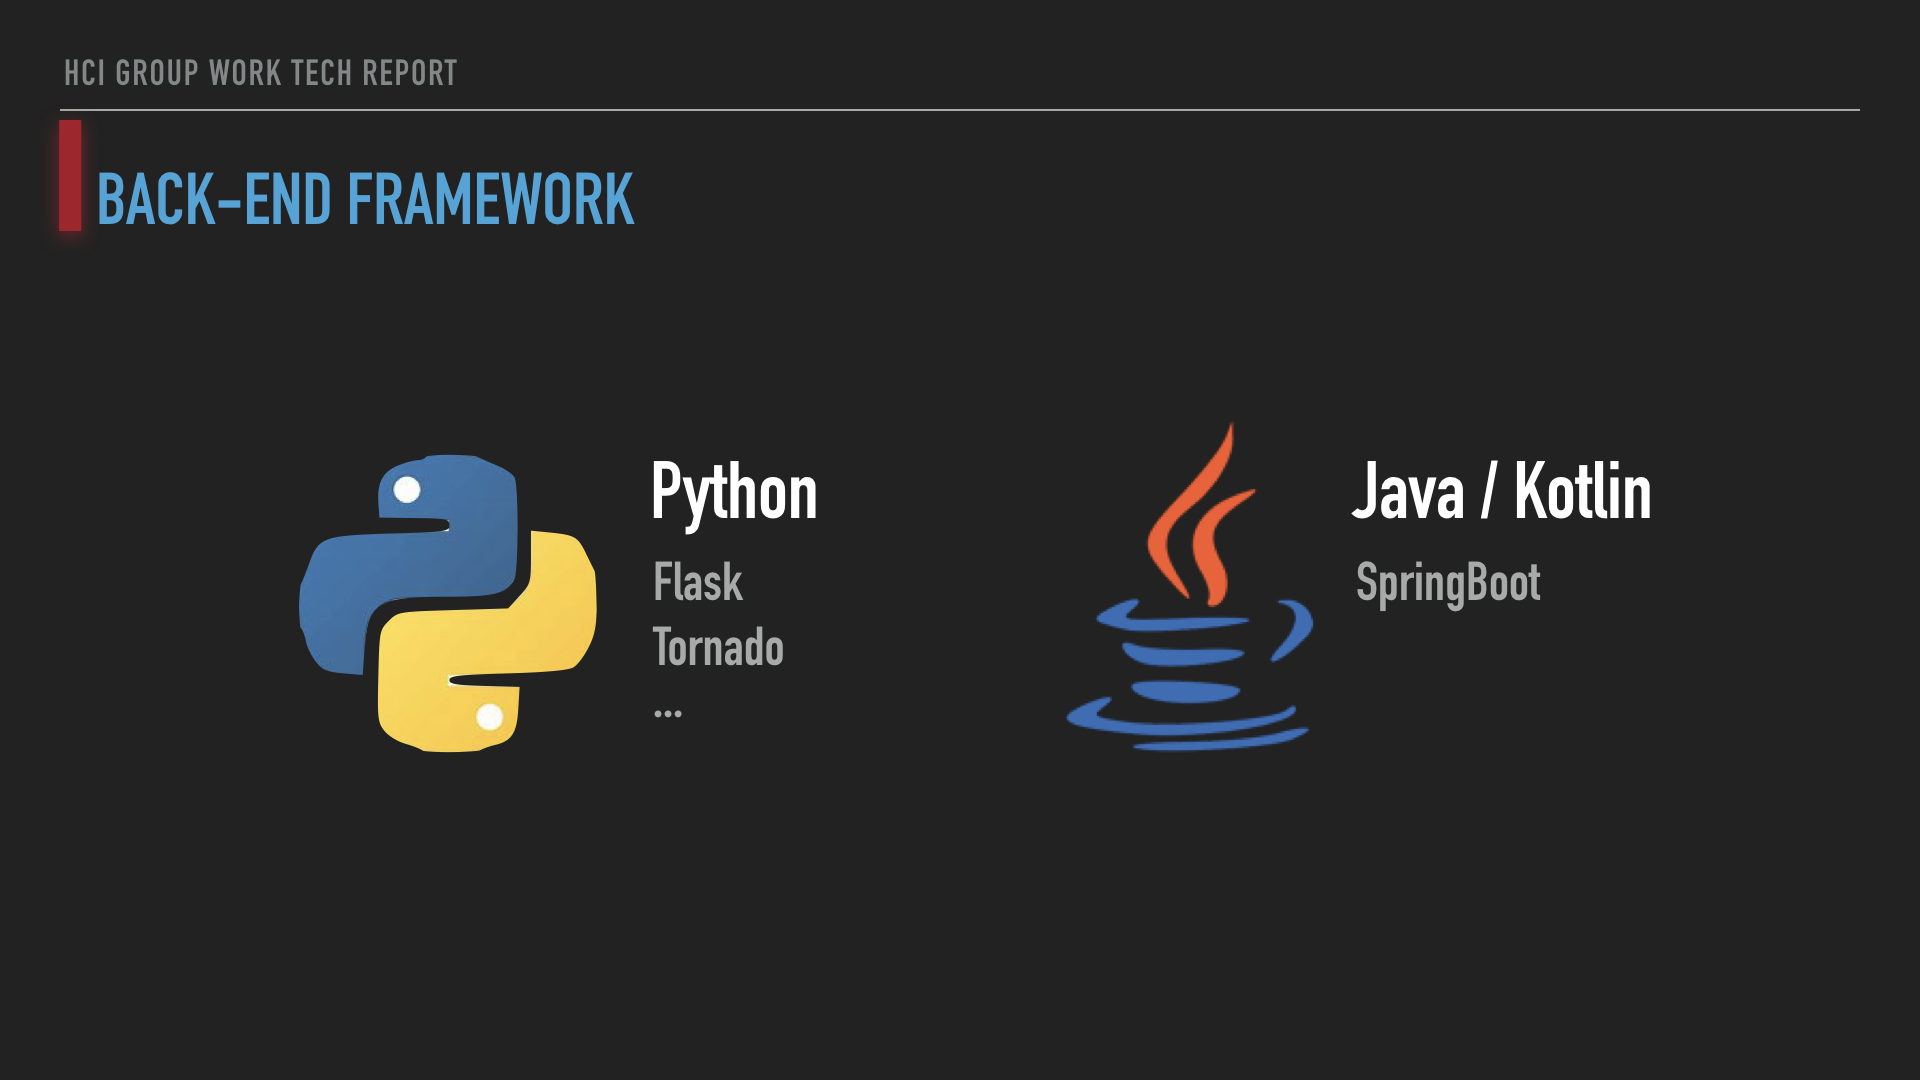 HCI GROUP WORK TECH REPORT
BACK-END FRAMEWORK
Python
Flask
Tornado
...
Java / Kotlin
SpringBoot